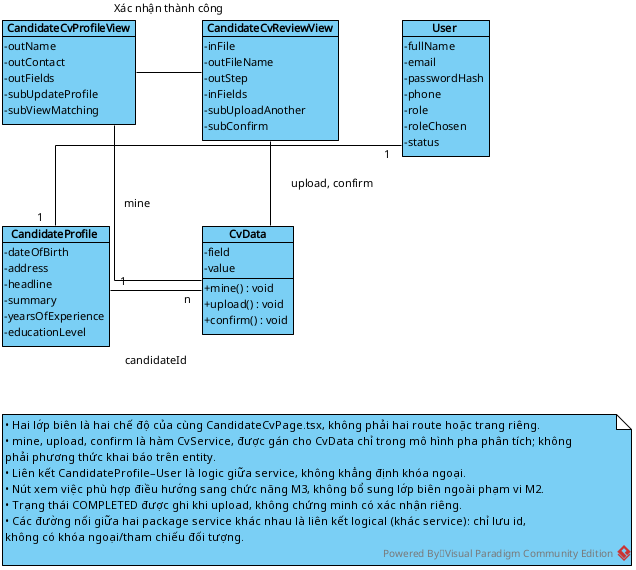 Xác nhận thành công
CandidateCvProfileView
-outName
-outContact
-outFields
-subUpdateProfile
-subViewMatching
CandidateCvReviewView
-inFile
-outFileName
-outStep
-inFields
-subUploadAnother
-subConfirm
User
-fullName
-email
-passwordHash
-phone
-role
-roleChosen
-status
1
upload, confirm
mine
1
CandidateProfile
-dateOfBirth
-address
-headline
-summary
-yearsOfExperience
-educationLevel
CvData
-field
-value
+mine() : void
+upload() : void
+confirm() : void
1
n
candidateId
• Hai lớp biên là hai chế độ của cùng CandidateCvPage.tsx, không phải hai route hoặc trang riêng.
• mine, upload, confirm là hàm CvService, được gán cho CvData chỉ trong mô hình pha phân tích; không
phải phương thức khai báo trên entity.
• Liên kết CandidateProfile–User là logic giữa service, không khẳng định khóa ngoại.
• Nút xem việc phù hợp điều hướng sang chức năng M3, không bổ sung lớp biên ngoài phạm vi M2.
• Trạng thái COMPLETED được ghi khi upload, không chứng minh có xác nhận riêng.
• Các đường nối giữa hai package service khác nhau là liên kết logical (khác service): chỉ lưu id,
không có khóa ngoại/tham chiếu đối tượng.
Powered By Visual Paradigm Community Edition